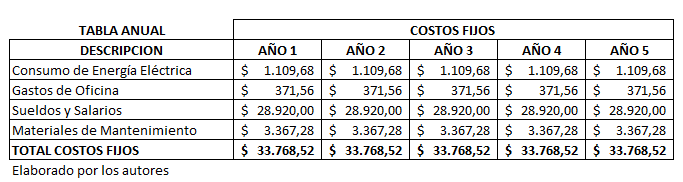 TABLA ANUAL COSTOS FIJOS
DESCRIPCION AÑO 1 AÑO 2 AÑO 3 AÑO 4 AÑO 5
Consumo de Energía Eléctrica $ 1.109,68 $ 1.109,68 $ 1.109,68 $ 1.109,68 $ 1.109,68
Gastos de Oficina $ 371,56 $ 371,56 $ 371,56 $ 371,56 $ 371,56
Sueldos y Salarios $ 28.920,00 $ 28.920,00 $ 28.920,00 $ 28.920,00 $ 28.920,00
Materiales de Mantenimiento $ 3.367,28 $ 3.367,28 $ 3.367,28 $ 3.367,28 $ 3.367,28
TOTAL COSTOS FIJOS $ 33.768,52 $ 33.768,52 $ 33.768,52 $ 33.768,52 $ 33.768,52
Elaborado por los autores